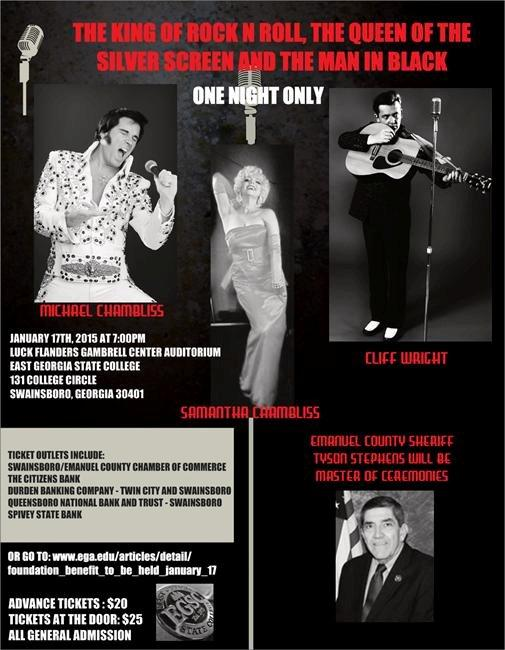 THE KING OF ROCK N ROLL, THE QUEEN OF THE
SILVER SCREEN AND THE MAN IN BLACK
ONE NIGHT ONLY
MICHAEL CHAMBLISS
CLIFF WRIGHT
JANUARY 17TH, 2015 AT 7:00PM
LUCK FLANDERS GAMBRELL CENTER AUDITORIUM
EAST GEORGIA STATE COLLEGE
131 COLLEGE CIRCLE
SWAINSBORO, GEORGIA 30401
SAMANTHA CHAMBLISS
EMANUEL COUNTY SHERIFF
TYSON STEPHENS WILL BE
MASTER OF CEREMONIES
TICKET OUTLETS INCLUDE:
SWAINSBORO/EMANUEL COUNTY CHAMBER OF COMMERCE
THE CITIZENS BANK
DURDEN BANKING COMPANY - TWIN CITY AND SWAINSBORO
QUEENSBORO NATIONAL BANK AND TRUST - SWAINSBORO
SPIVEY STATE BANK
OR GO TO: www.ega.edu/articles/detail/
foundation_benefit_to_be_held_january_17
ADVANCE TICKETS : $20
TICKETS AT THE DOOR: $25
ALL GENERAL ADMISSION
EGSC
STATE